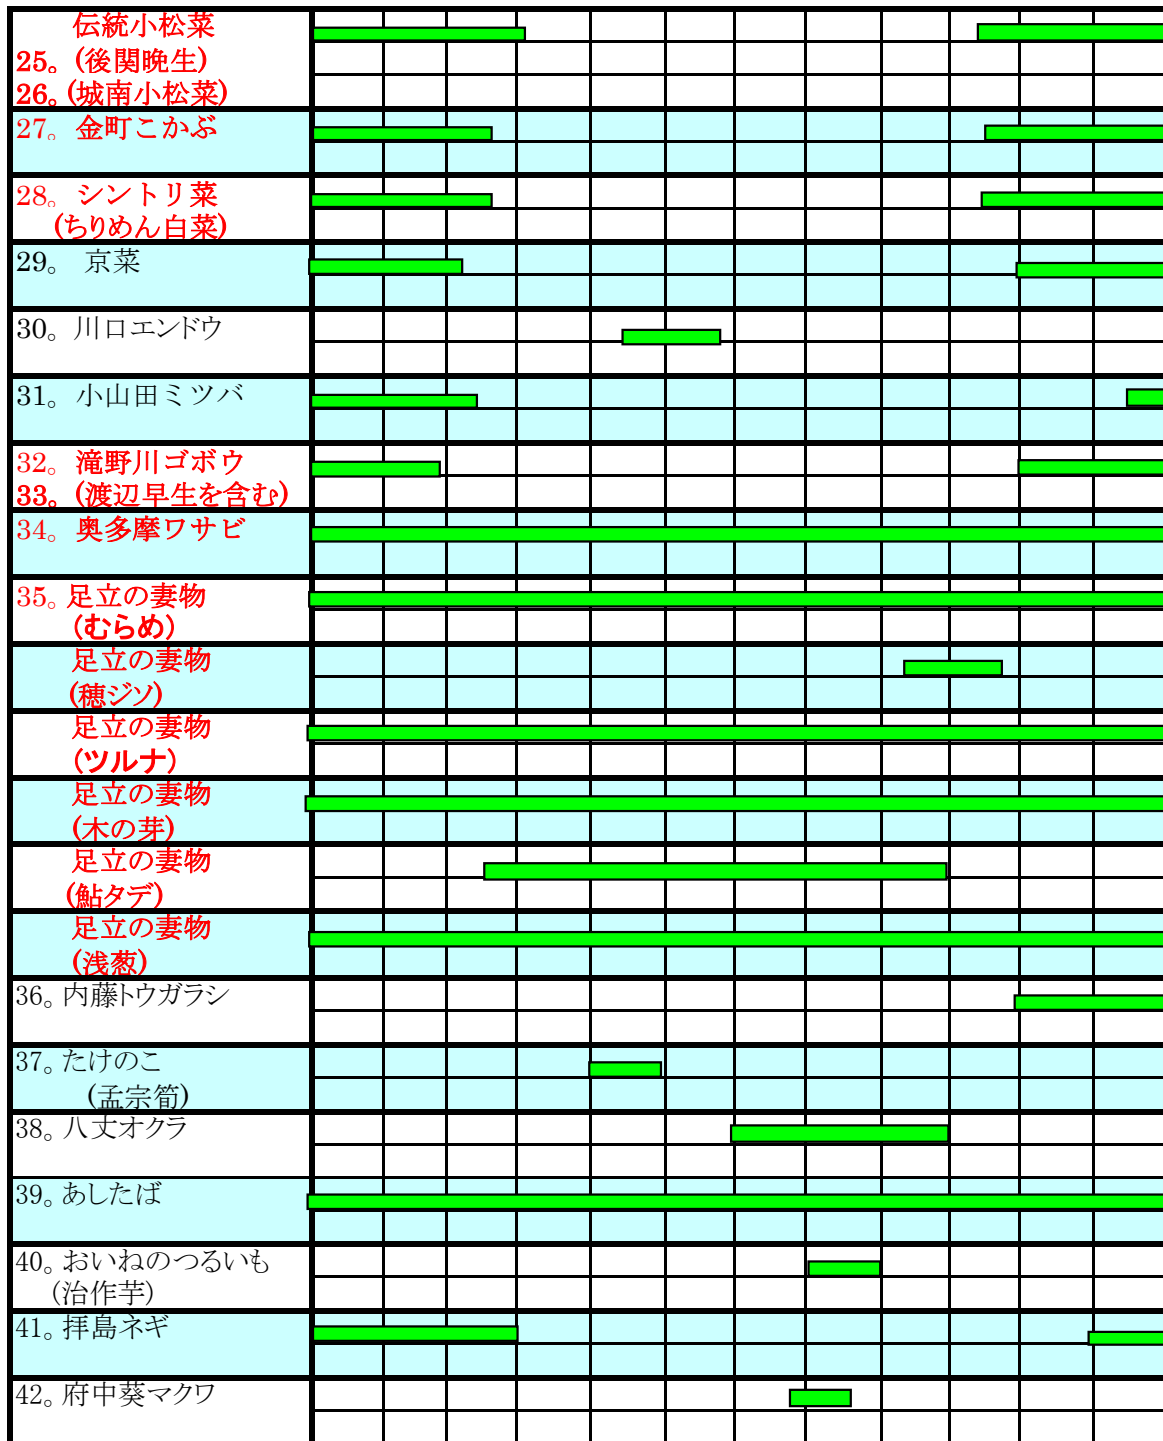 伝統小松菜
25。(後関晩生)
26。(城南小松菜)
27。金町こかぶ
28。シントリ菜
(ちりめん白菜)
29。 京菜
30。川口エンドウ
31。小山田ミツバ
32。滝野川ゴボウ
33。(渡辺早生を含む)
34。奥多摩ワサビ
35。足立の妻物
(むらめ)
足立の妻物
(穂ジソ)
足立の妻物
(ツルナ)
足立の妻物
(木の芽)
足立の妻物
(鮎タデ)
足立の妻物
(浅葱)
36。内藤トウガラシ
37。たけのこ
(孟宗筍)
38。八丈オクラ
39。あしたば
40。おいねのつるいも
(治作芋)
41。拝島ネギ
42。府中葵マクワ